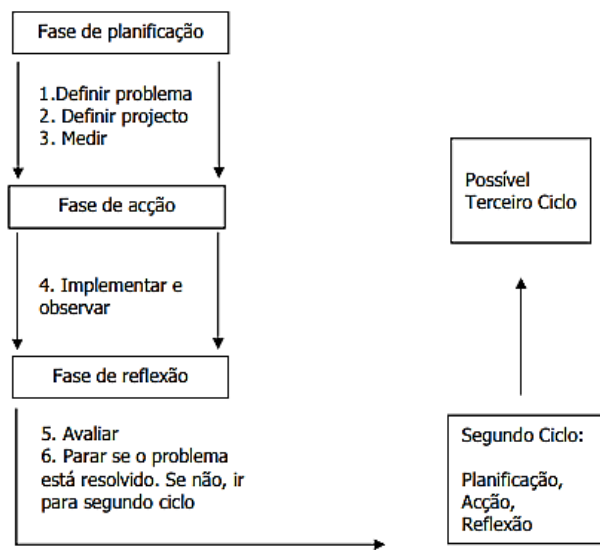 Fase de planificação
1.Definir problema
2. Definir projecto
3. Medir
Fase de acção
4. Implementar e
observar
Fase de reflexão
5. Avaliar
6. Parar se o problema
está resolvido. Se não, ir
para segundo ciclo
Possível
Terceiro Ciclo
Segundo Ciclo:
Planificação,
Acção,
Reflexão